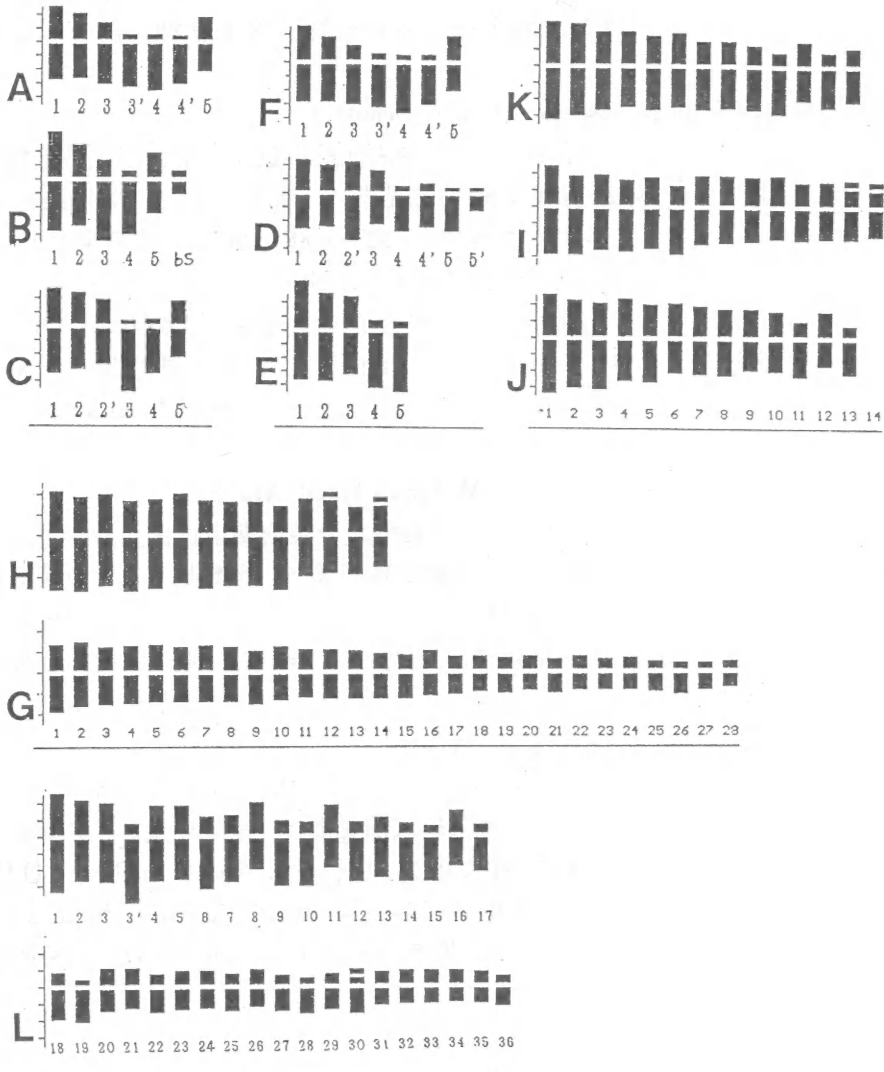 A
1 2 3 3' 4 4' 5
F
1 2 3 3' 4 4' 5
K
B
1 2 3 4 5 bS
D
1 2 2' 3 4 4' 5 5'
I
C
1 2 2' 3 4 5
E
1 2 3 4 5
J
1 2 3 4 5 6 7 8 9 10 11 12 13 14
H
G
1 2 3 4 5 6 7 8 9 10 11 12 13 14 15 16 17 18 19 20 21 22 23 24 25 26 27 28
1 2 3 3' 4 5 6 7 8 9 10 11 12 13 14 15 16 17
L
18 19 20 21 22 23 24 25 26 27 28 29 30 31 32 33 34 35 36